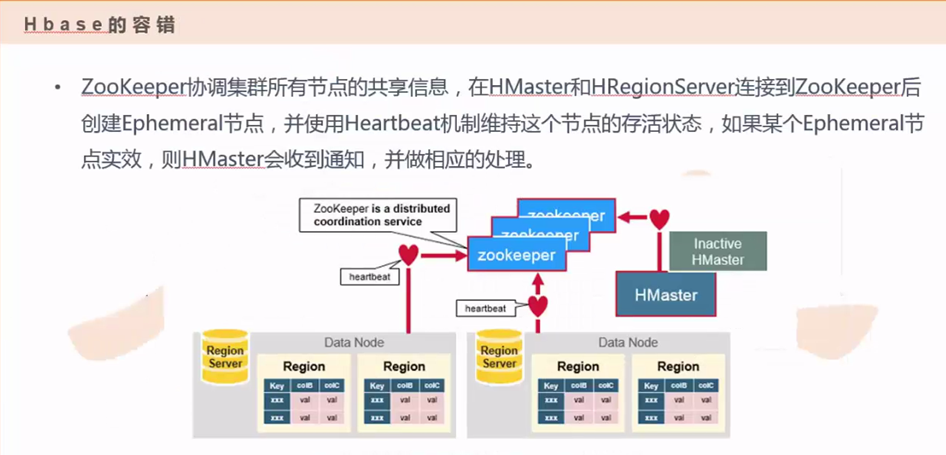 Hbase的容错
• ZooKeeper协调集群所有节点的共享信息，在HMaster和HRegionServer连接到ZooKeeper后
创建Ephemeral节点，并使用Heartbeat机制维持这个节点的存活状态，如果某个Ephemeral节
点实效，则HMaster会收到通知，并做相应的处理。
ZooKeeper is a distributed
coordination service
zookeeper
zookeeper
zookeeper
heartbeat
heartbeat
Inactive
HMaster
HMaster
Region
Server
Data Node
Region
Key colB colC
xxx val val
xxx val val
Region
Key colB colC
xxx val val
xxx val val
Region
Server
Data Node
Region
Key colB colC
xxx val val
xxx val val
Region
Key colB colC
xxx val val
xxx val val